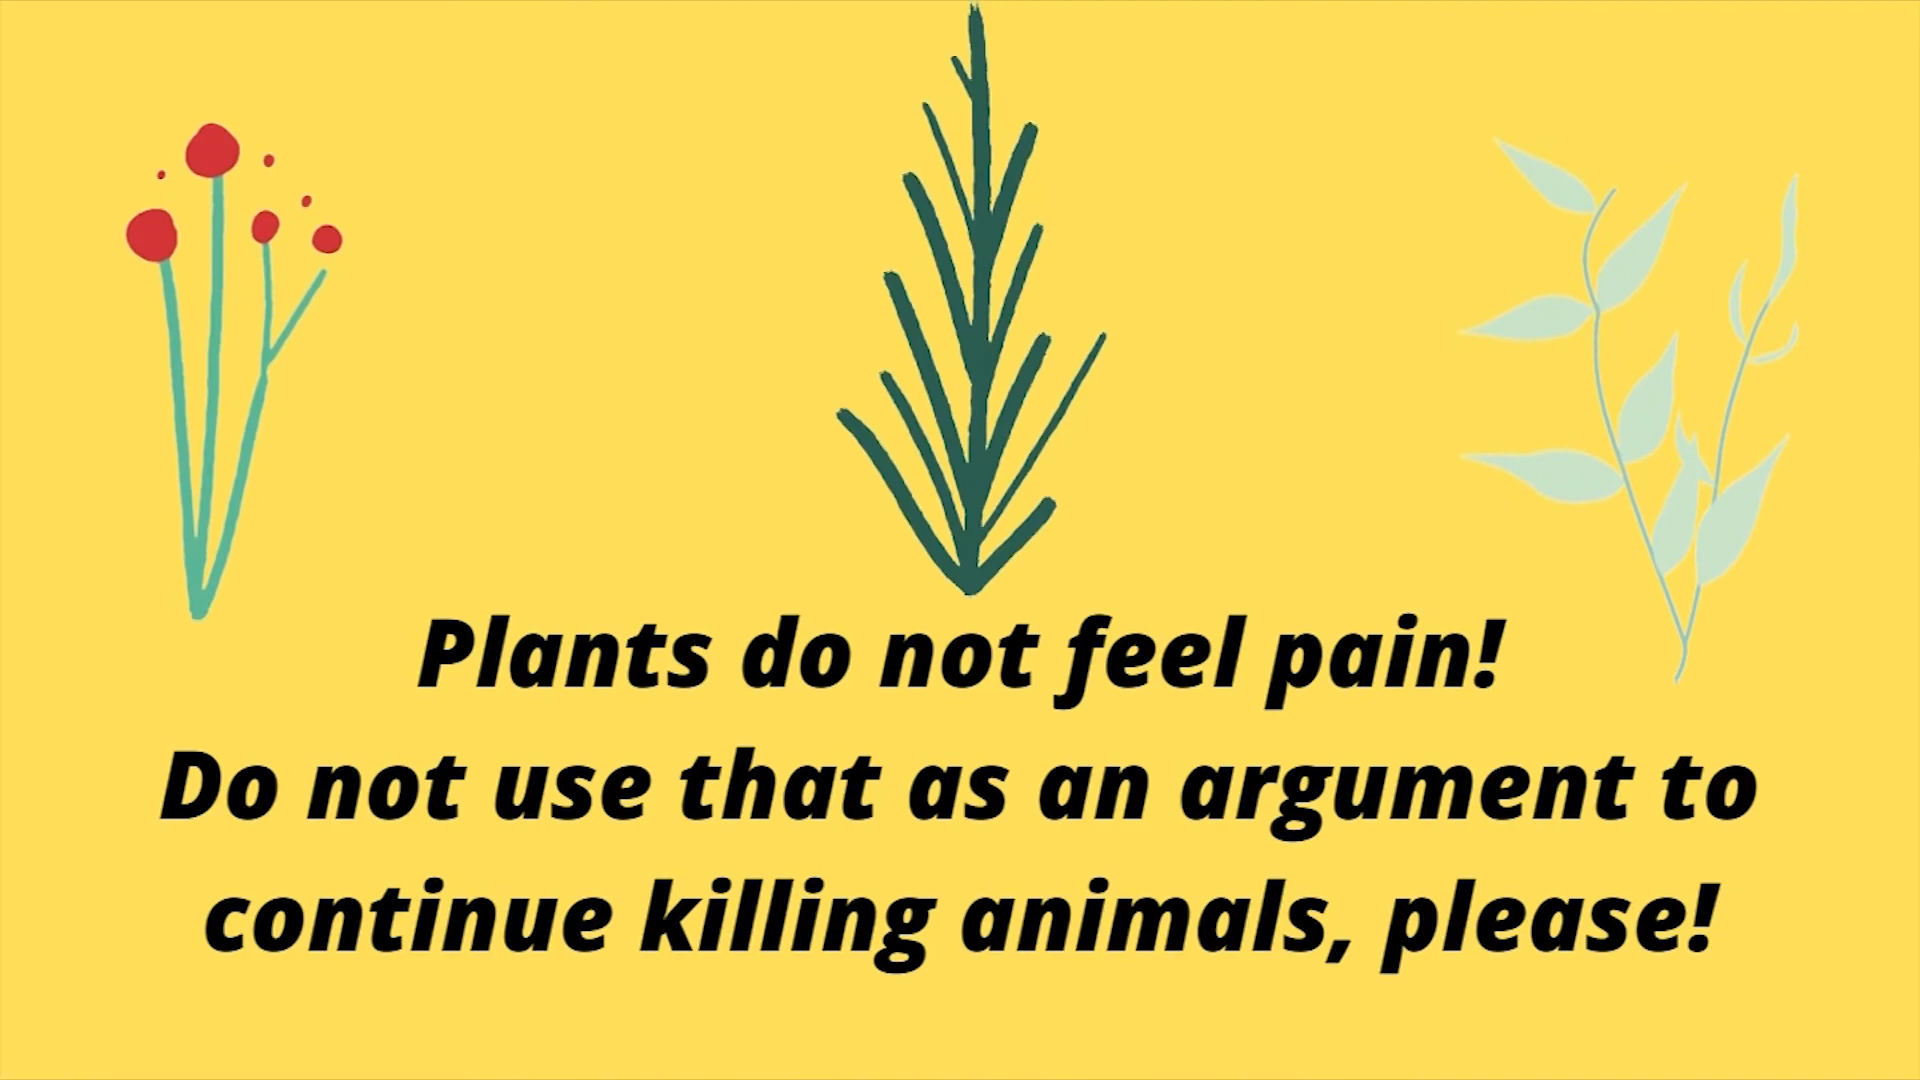 Plants do not feel pain!
Do not use that as an argument to
continue killing animals, please!